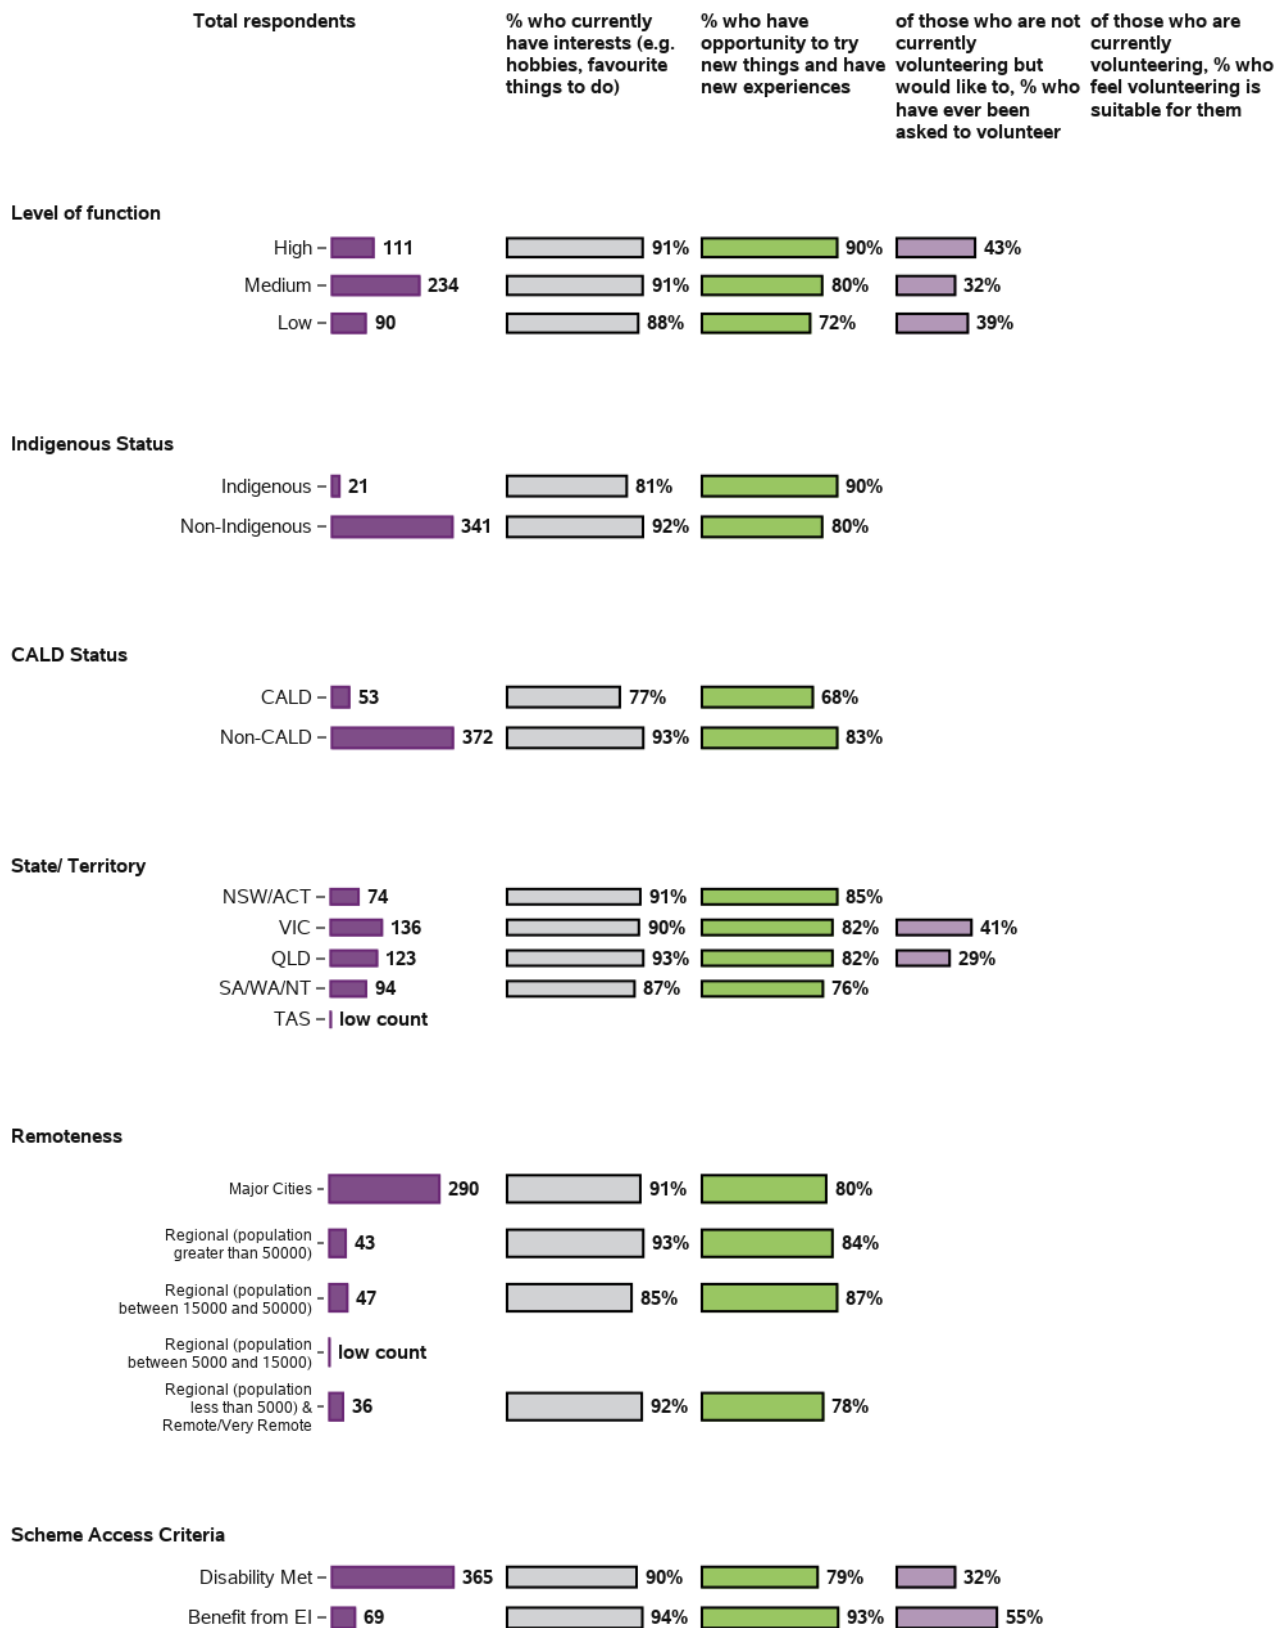 Total respondents
% who currently
have interests (e.g.
hobbies, favourite
things to do)
% who have
opportunity to try
new things and have
new experiences
of those who are not
currently
volunteering but
would like to, % who
have ever been
asked to volunteer
of those who are
currently
volunteering, % who
feel volunteering is
suitable for them
Level of function
High 111 91% 90% 43%
Medium 234 91% 80% 32%
Low 90 88% 72% 39%
Indigenous Status
Indigenous 21 81% 90%
Non-Indigenous 341 92% 80%
CALD Status
CALD 53 77% 68%
Non-CALD 372 93% 83%
State/ Territory
NSW/ACT 74 91% 85%
VIC 136 90% 82% 41%
QLD 123 93% 82% 29%
SA/WA/NT 94 87% 76%
TAS low count
Remoteness
Major Cities 290 91% 80%
Regional (population
greater than 50000) 43 93% 84%
Regional (population
between 15000 and 50000) 47 85% 87%
Regional (population
between 5000 and 15000) low count
Regional (population
less than 5000) & 36 92% 78%
Remote/Very Remote
Scheme Access Criteria
Disability Met 365 90% 79% 32%
Benefit from EI 69 94% 93% 55%